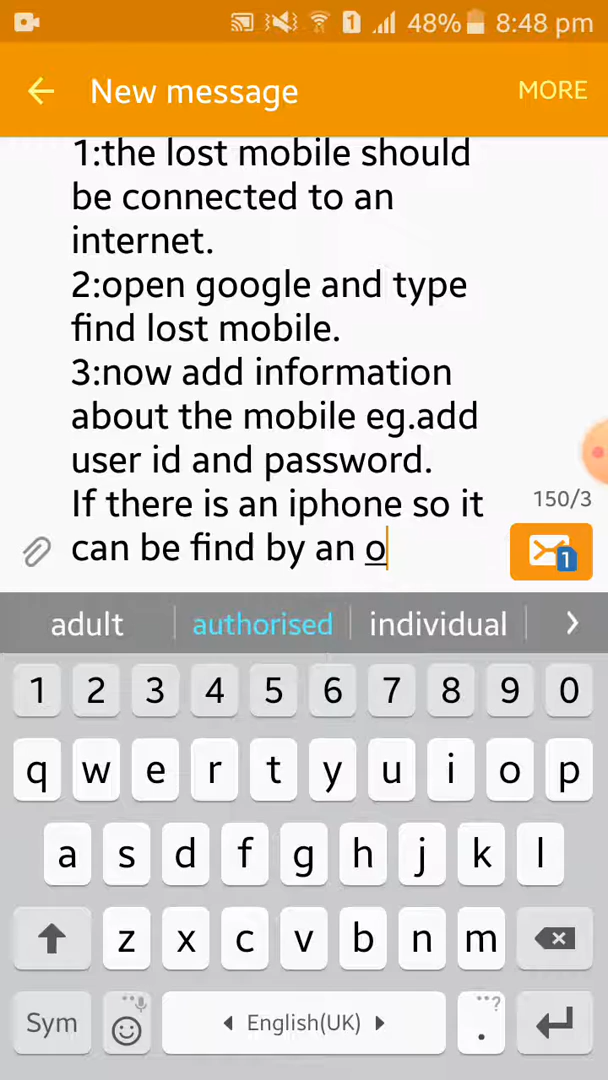 1 48% 8:48 pm
New message MORE
1:the lost mobile should
be connected to an
internet.
2:open google and type
find lost mobile.
3:now add information
about the mobile eg.add
user id and password.
If there is an iphone so it
150/3
can be find by an o
1
adult authorised individual
1 2 3 4 5 6 7 8 9 0
q w e r t y u i o p
a s d f g h j k l
z x c v b n m
Sym English(UK) . ?